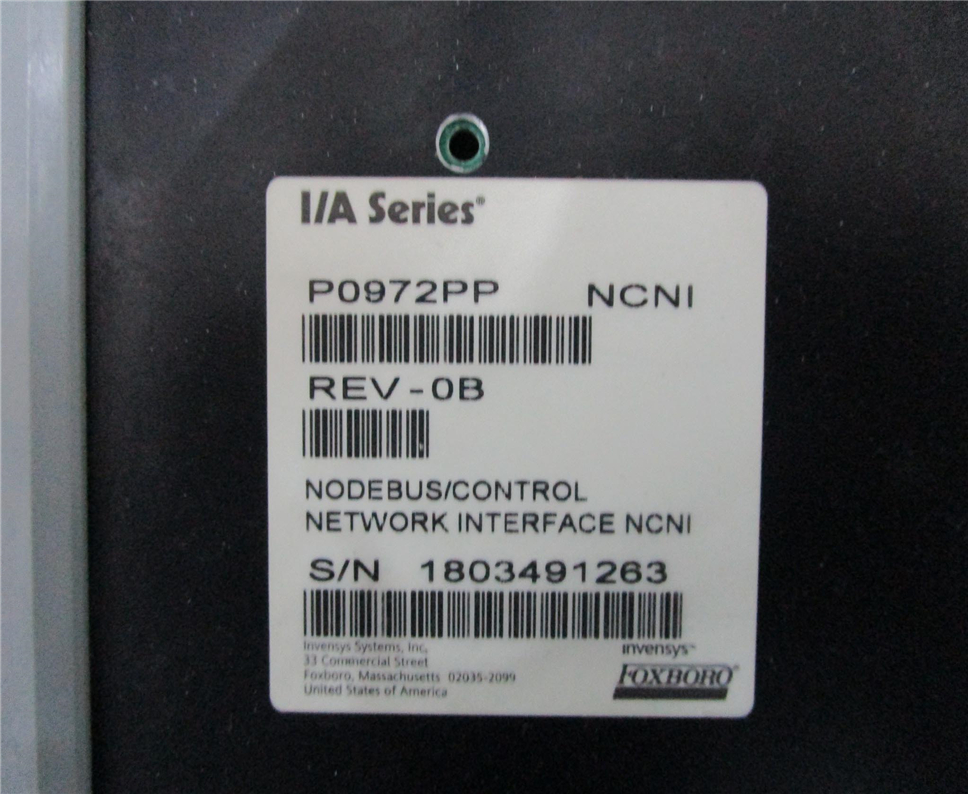 I/A Series®
P0972PP NCNI
REV-0B
NODEBUS/CONTROL
NETWORK INTERFACE NCNI
S/N 1803491263
Invensys Systems, Inc.
33 Commercial Street
Foxboro, Massachusetts 02035-2099
United States of America
invensys™
FOXBORO®